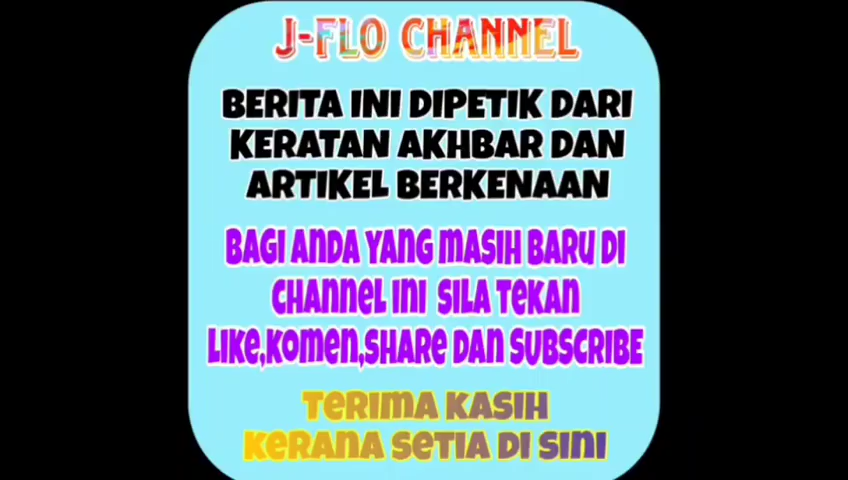 J-FLO CHANNEL
BERITA INI DIPETIK DARI
KERATAN AKHBAR DAN
ARTIKEL BERKENAAN
BAGI ANDA YANG MASIH BARU DI
CHANNEL INI SILA TEKAN
LIKE,KOMEN,SHARE DAN SUBSCRIBE
TERIMA KASIH
KERANA SETIA DI SINI